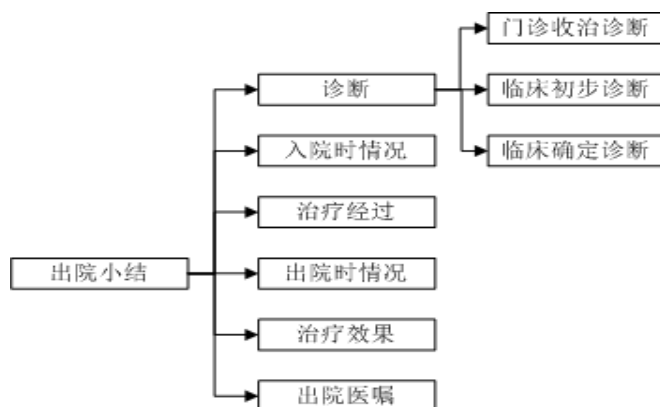 门诊收治诊断
诊断
临床初步诊断
入院时情况
临床确定诊断
治疗经过
出院小结
出院时情况
治疗效果
出院医嘱